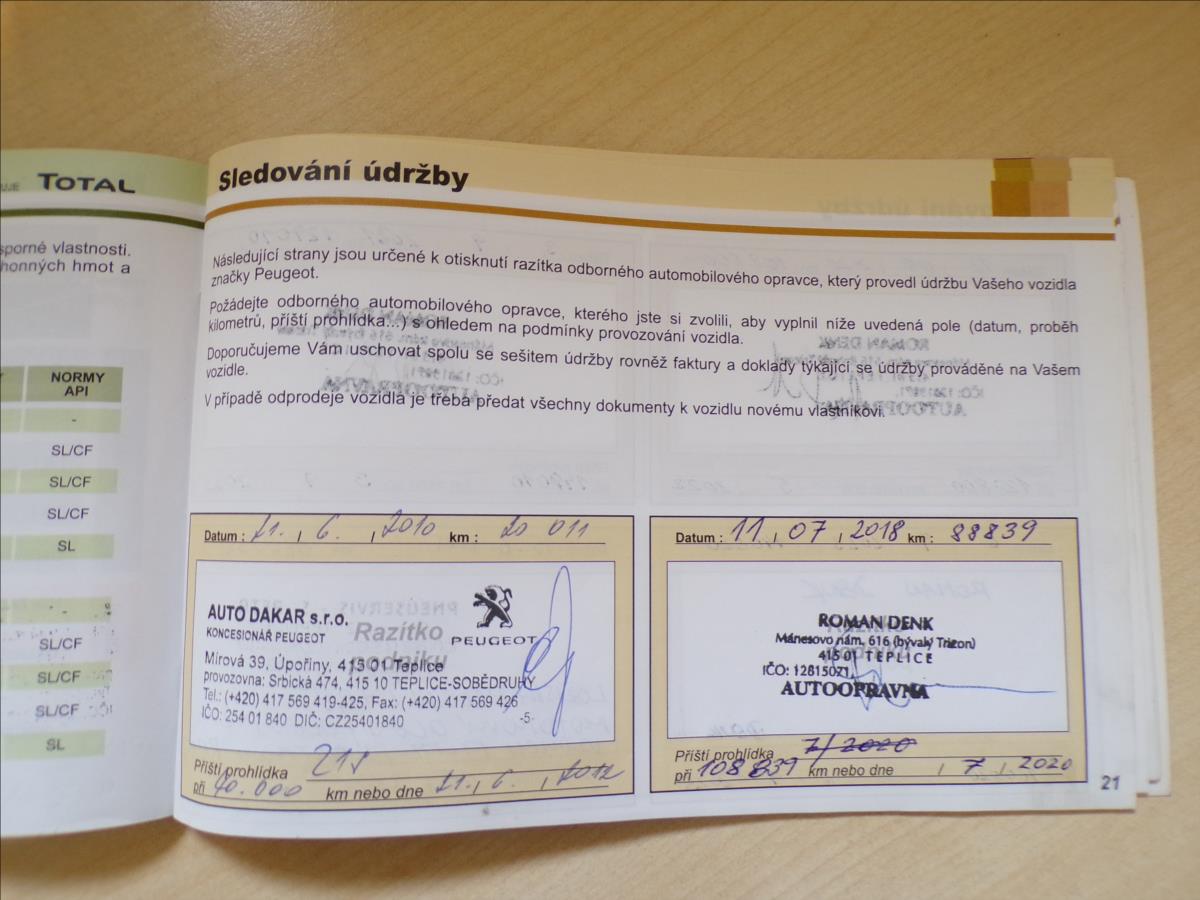 TOTAL
sporné vlastnosti.
honných hmot a
NORMY
API
-
SL/CF
SL/CF
SL/CF
SL
-
SL/CF
SL/CF
SL/CF
SL
Sledování údržby
Následující strany jsou určené k otisknutí razítka odborného automobilového opravce, který provedl údržbu Vašeho vozidla
značky Peugeot.
Požádejte odborného automobilového opravce, kterého jste si zvolili, aby vyplnil níže uvedená pole (datum, proběh
kilometrů, příští prohlídka...) s ohledem na podmínky provozování vozidla.
Doporučujeme Vám uschovat spolu se sešitem údržby rovněž faktury a doklady týkající se údržby prováděné na Vašem
vozidle.
V případě odprodeje vozidla je třeba předat všechny dokumenty k vozidlu novému vlastníkovi.
Datum : 21. / 6. / 2010 km : 20 011
AUTO DAKAR s.r.o.
KONCESIONÁŘ PEUGEOT
Razítko
podniku
PEUGEOT
Mírová 39, Úpořiny, 415 01 Teplice
provozovna: Srbická 474, 415 10 TEPLICE-SOBĚDRUHY
Tel.: (+420) 417 569 419-425, Fax: (+420) 417 569 426
IČO: 254 01 840 DIČ: CZ25401840 -5-
Příští prohlídka
při 40.000 km nebo dne 21. / 6. / 2012
Datum : 11 / 07 / 2018 km : 88839
ROMAN DENK
Mánesovo nám. 616 (bývalý Trizon)
415 01 TEPLICE
IČO: 12815071
AUTOOPRAVNA
Příští prohlídka 7/2020
při 108 839 km nebo dne / 7 / 2020
21